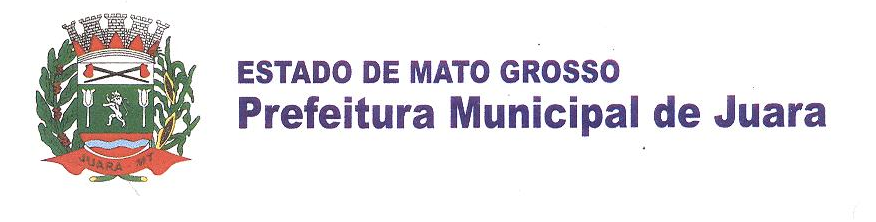 ESTADO DE MATO GROSSO
Prefeitura Municipal de Juara
JUARA - MT